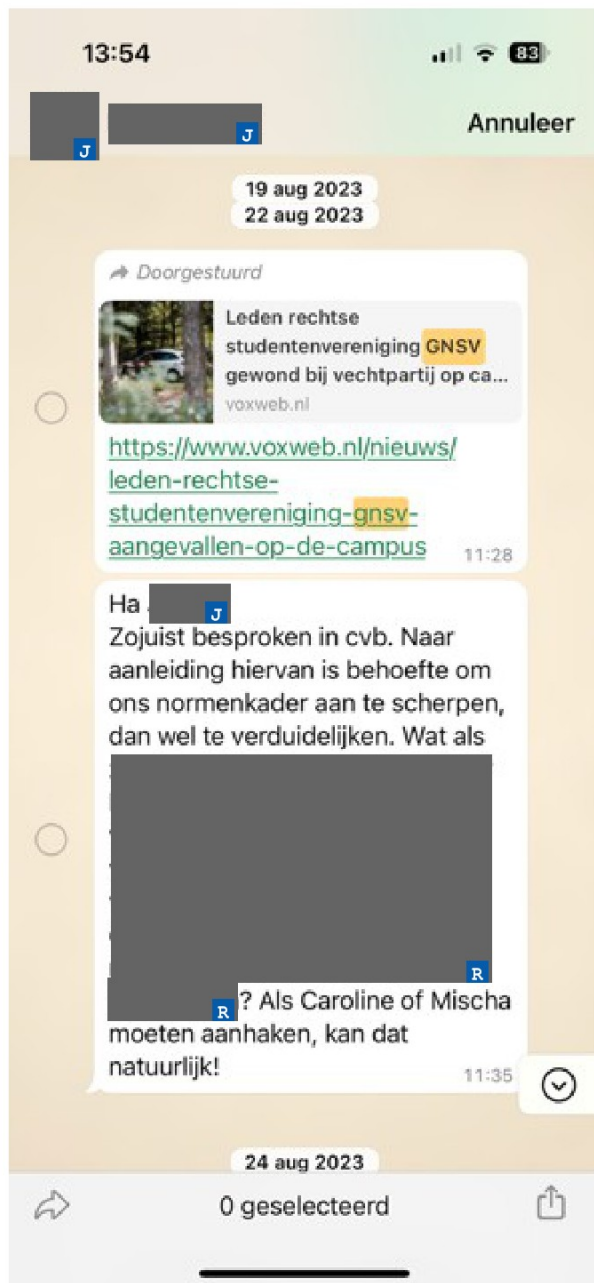 13:54
83
J
J
Annuleer
19 aug 2023
22 aug 2023
Doorgestuurd
Leden rechtse
studentenvereniging GNSV
gewond bij vechtpartij op ca...
voxweb.nl
https://www.voxweb.nl/nieuws/
leden-rechtse-
studentenvereniging-gnsv-
aangevallen-op-de-campus
11:28
Ha
J
Zojuist besproken in cvb. Naar
aanleiding hiervan is behoefte om
ons normenkader aan te scherpen,
dan wel te verduidelijken. Wat als
R
R
? Als Caroline of Mischa
moeten aanhaken, kan dat
natuurlijk!
11:35
24 aug 2023
0 geselecteerd